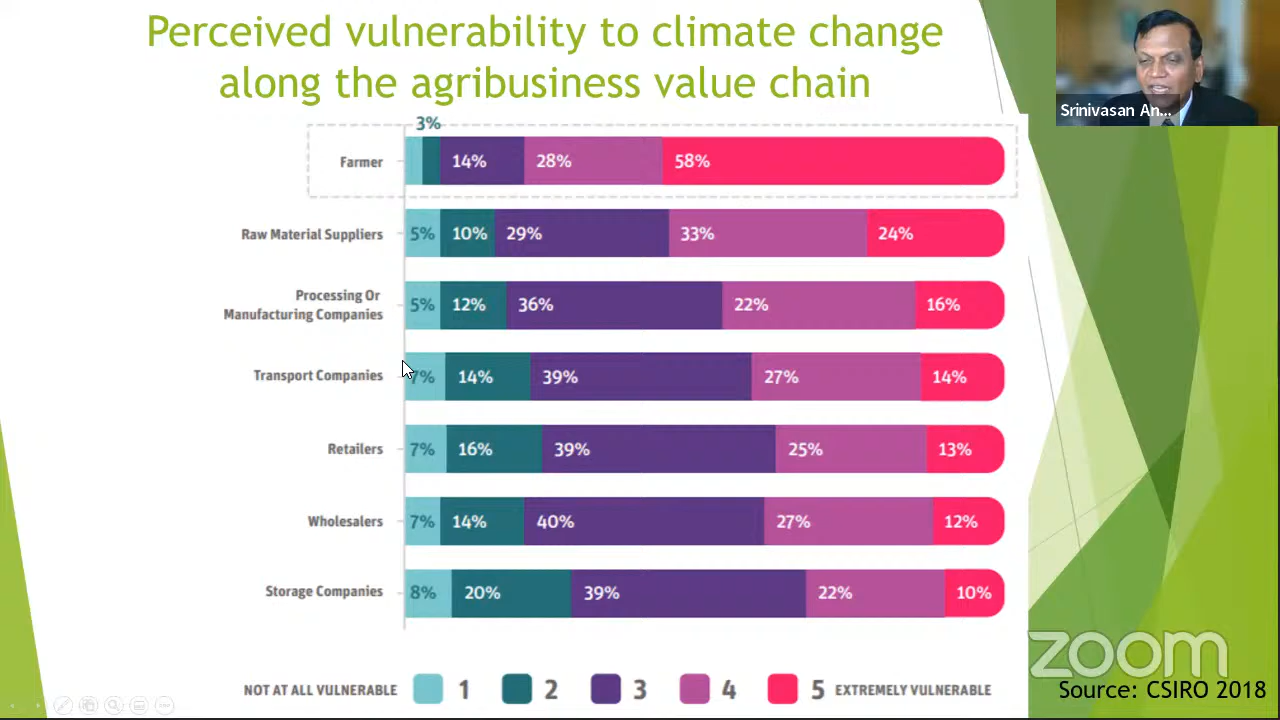 Perceived vulnerability to climate change
along the agribusiness value chain
Srinivasan An...
3%
Farmer
14% 28% 58%
Raw Material Suppliers
5% 10% 29% 33% 24%
Processing Or
Manufacturing Companies
5% 12% 36% 22% 16%
Transport Companies
7% 14% 39% 27% 14%
Retailers
7% 16% 39% 25% 13%
Wholesalers
7% 14% 40% 27% 12%
Storage Companies
8% 20% 39% 22% 10%
NOT AT ALL VULNERABLE 1 2 3 4 5 EXTREMELY VULNERABLE
zoom
Source: CSIRO 2018